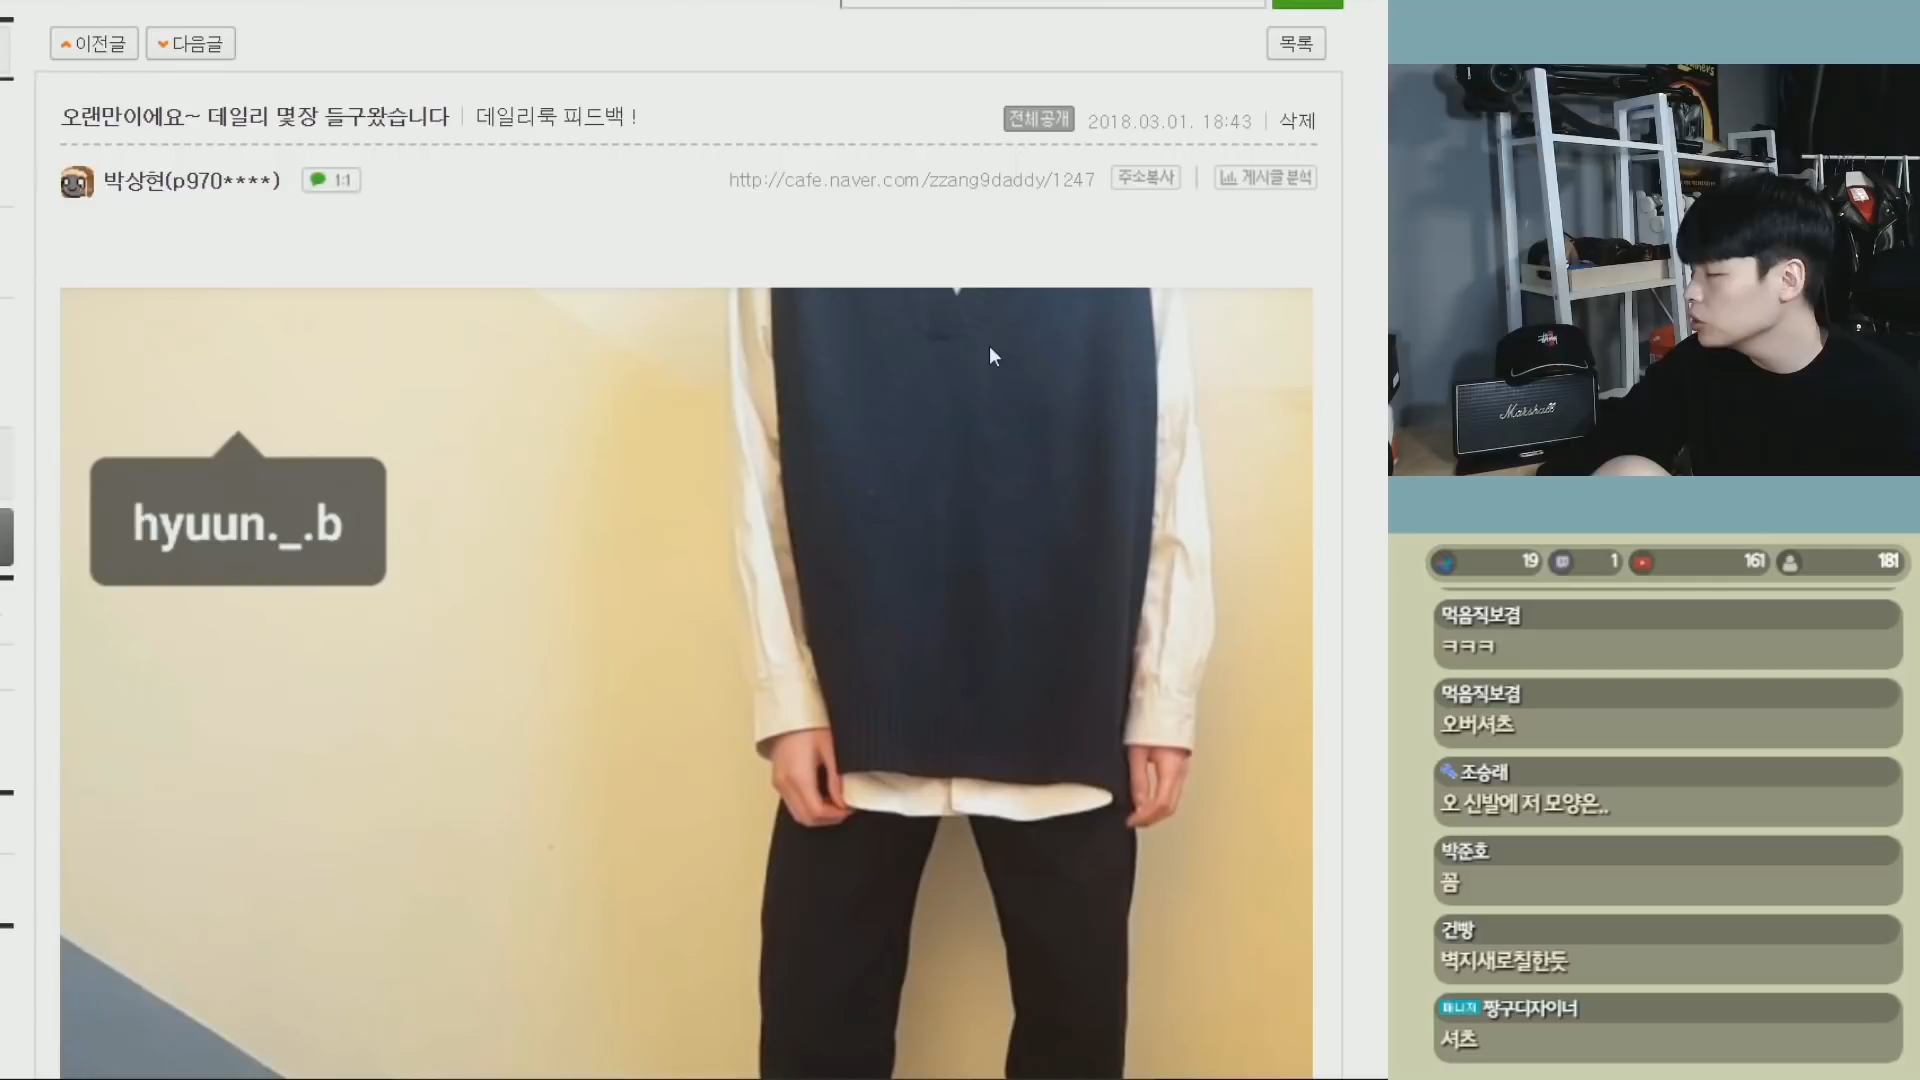 이전글
다음글
목록
오랜만이에요~ 데일리 몇장 들구왔습니다
데일리룩 피드백 !
전체공개
2018.03.01. 18:43
삭제
박상현(p970****)
1:1
http://cafe.naver.com/zzang9daddy/1247
주소복사
게시글 분석
hyuun._.b
Marshall
19
1
161
181
먹음직보겸
ㅋㅋㅋ
먹음직보겸
오버셔츠
조승래
오 신발에 저 모양은..
박준호
꼼
건빵
벽지새로칠한듯
매니저 짱구디자이너
셔츠